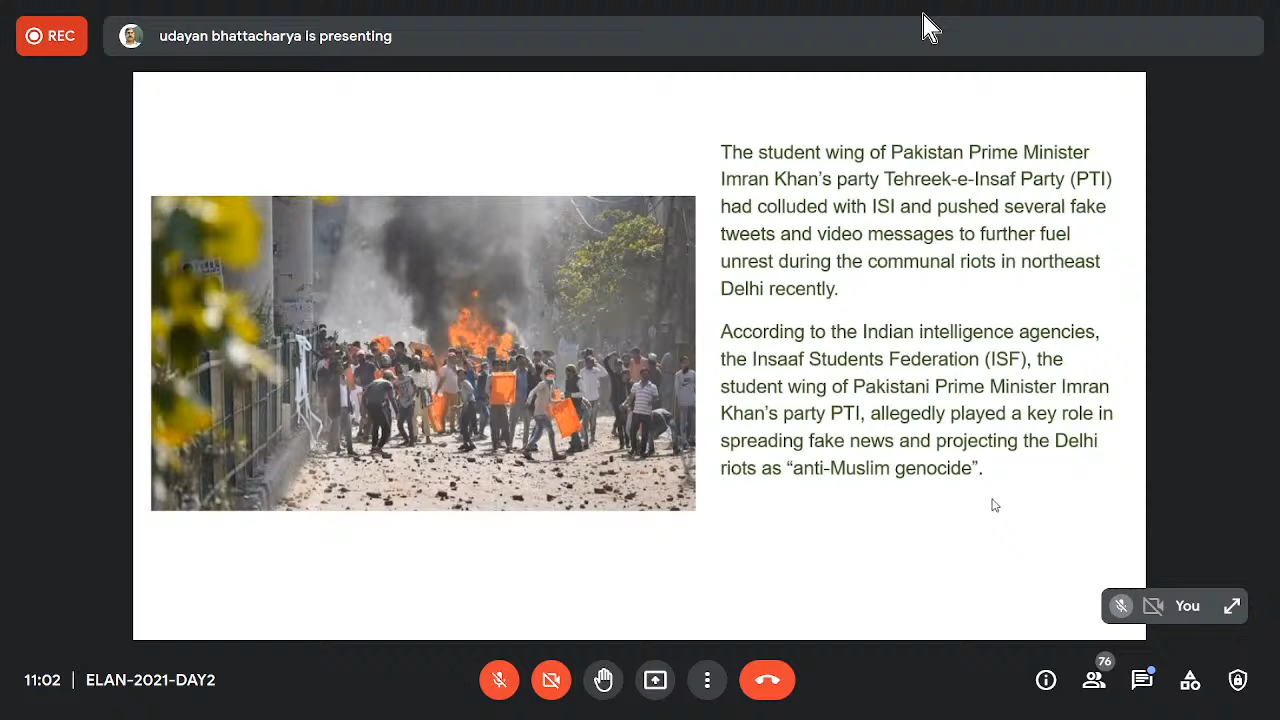 REC
udayan bhattacharya is presenting
The student wing of Pakistan Prime Minister
Imran Khan's party Tehreek-e-Insaf Party (PTI)
had colluded with ISI and pushed several fake
tweets and video messages to further fuel
unrest during the communal riots in northeast
Delhi recently.
According to the Indian intelligence agencies,
the Insaaf Students Federation (ISF), the
student wing of Pakistani Prime Minister Imran
Khan's party PTI, allegedly played a key role in
spreading fake news and projecting the Delhi
riots as “anti-Muslim genocide”.
You
11:02 | ELAN-2021-DAY2
76